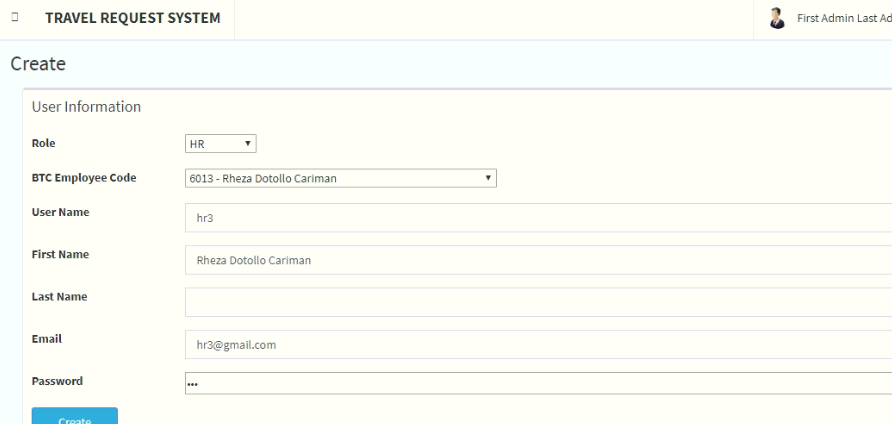 TRAVEL REQUEST SYSTEM
First Admin Last Ad
Create
User Information
Role HR
BTC Employee Code 6013 - Rheza Dotollo Cariman
User Name hr3
First Name Rheza Dotollo Cariman
Last Name
Email hr3@gmail.com
Password •••
Create